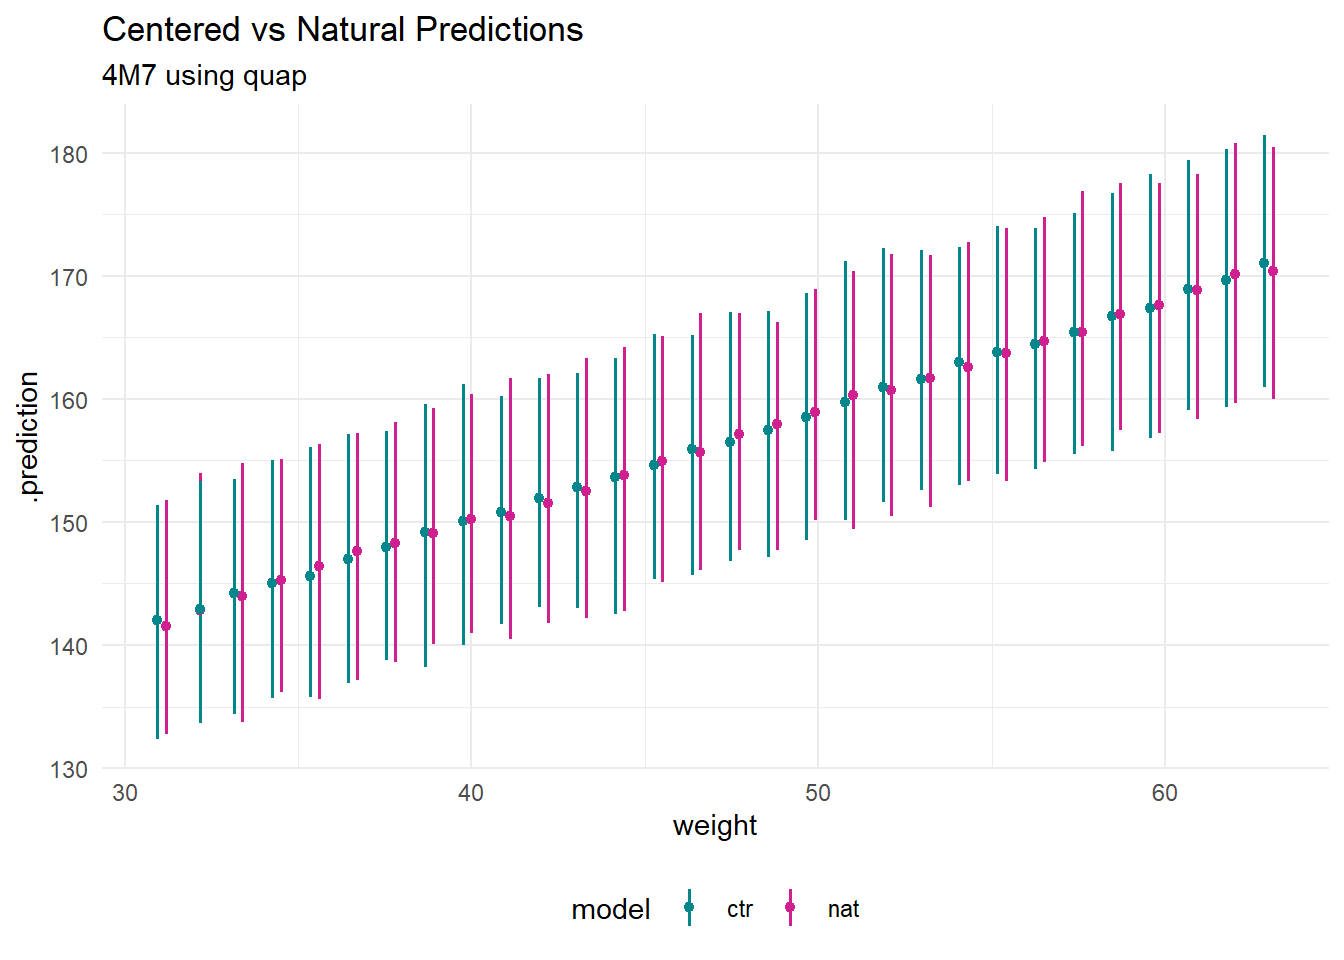 Centered vs Natural Predictions
4M7 using quap
.prediction
180
170
160
150
140
130
30 40 50 60
weight
model ctr nat